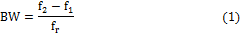 BW = (f₂ − f₁) / fᵣ (1)